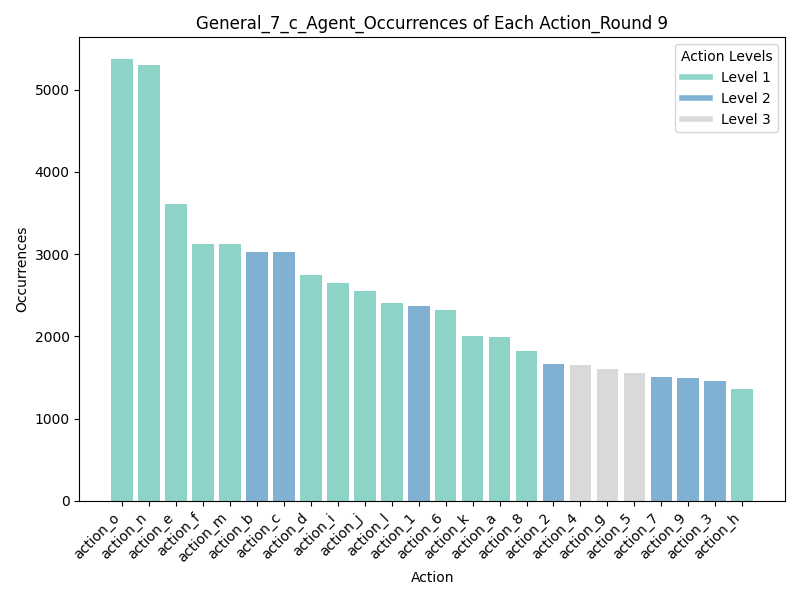 General_7_c_Agent_Occurrences of Each Action_Round 9
Action Levels
Level 1
Level 2
Level 3
Occurrences
5000
4000
3000
2000
1000
0
action_o
action_n
action_e
action_f
action_m
action_b
action_c
action_d
action_i
action_j
action_l
action_1
action_6
action_k
action_a
action_8
action_2
action_4
action_g
action_5
action_7
action_9
action_3
action_h
Action